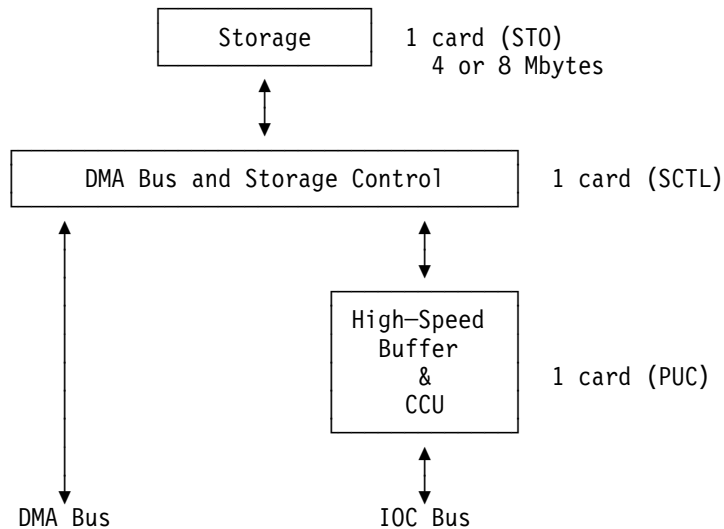 Storage 1 card (STO)
4 or 8 Mbytes
DMA Bus and Storage Control 1 card (SCTL)
High–Speed
Buffer
&
CCU
1 card (PUC)
DMA Bus IOC Bus